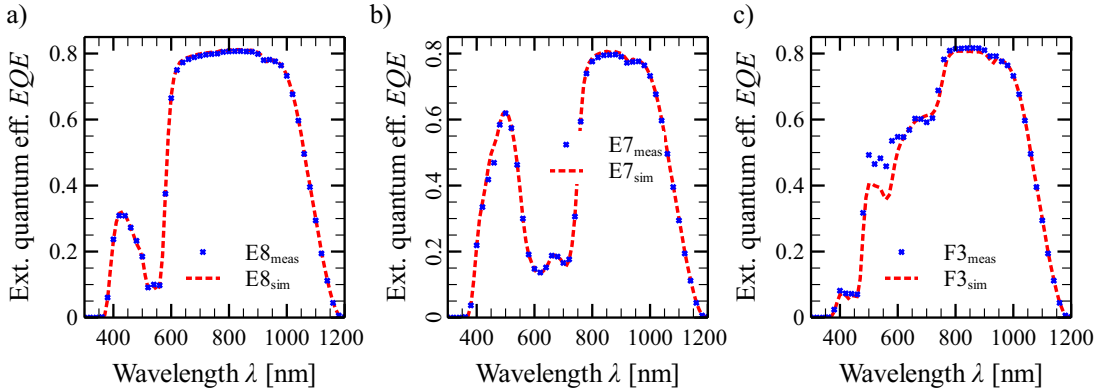 a)
Ext. quantum eff. EQE
0.8
0.6
0.4
0.2
0
E8meas
E8sim
400 600 800 1000 1200
Wavelength λ [nm]
b)
Ext. quantum eff. EQE
0.8
0.6
0.4
0.2
0
E7meas
E7sim
400 600 800 1000 1200
Wavelength λ [nm]
c)
Ext. quantum eff. EQE
0.8
0.6
0.4
0.2
0
F3meas
F3sim
400 600 800 1000 1200
Wavelength λ [nm]